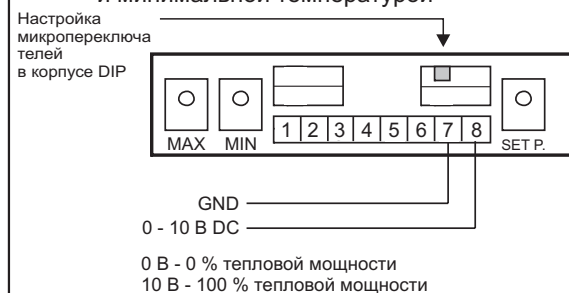 и минимальной температурой
Настройка
микропереключа
телей
в корпусе DIP
MAX MIN 1 2 3 4 5 6 7 8 SET P.
GND
0 - 10 В DC
0 В - 0 % тепловой мощности
10 В - 100 % тепловой мощности